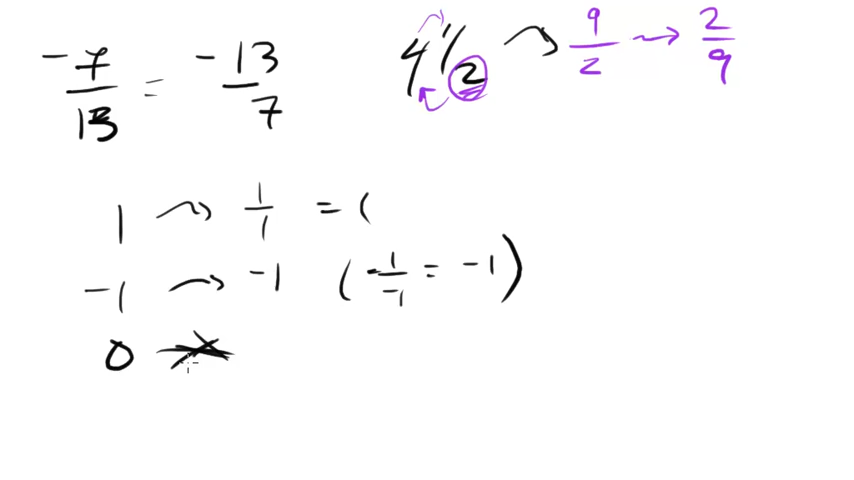 -7/13 = -13/7
4 1/2 → 9/2 → 2/9
1 → 1/1 = 1
-1 → -1 (-1/-1 = -1)
0